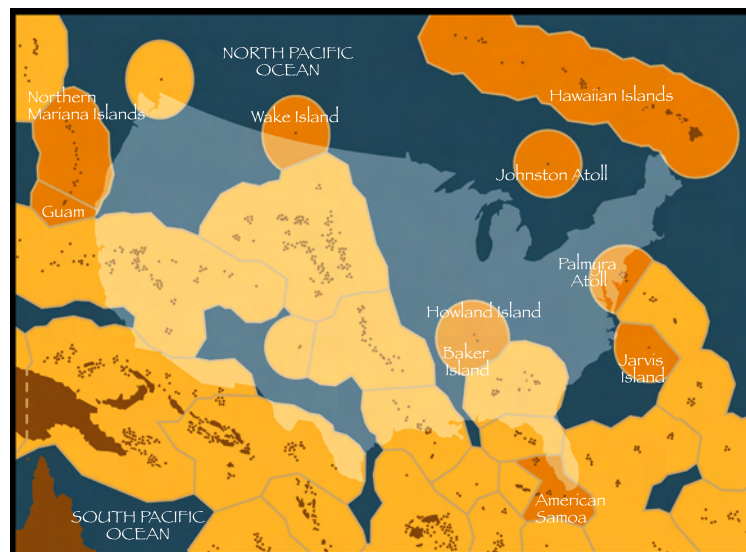 NORTH PACIFIC
OCEAN
Northern
Mariana Islands
Wake Island
Hawaiian Islands
Johnston Atoll
Guam
Palmyra
Atoll
Howland Island
Baker
Island
Jarvis
Island
American
Samoa
SOUTH PACIFIC
OCEAN